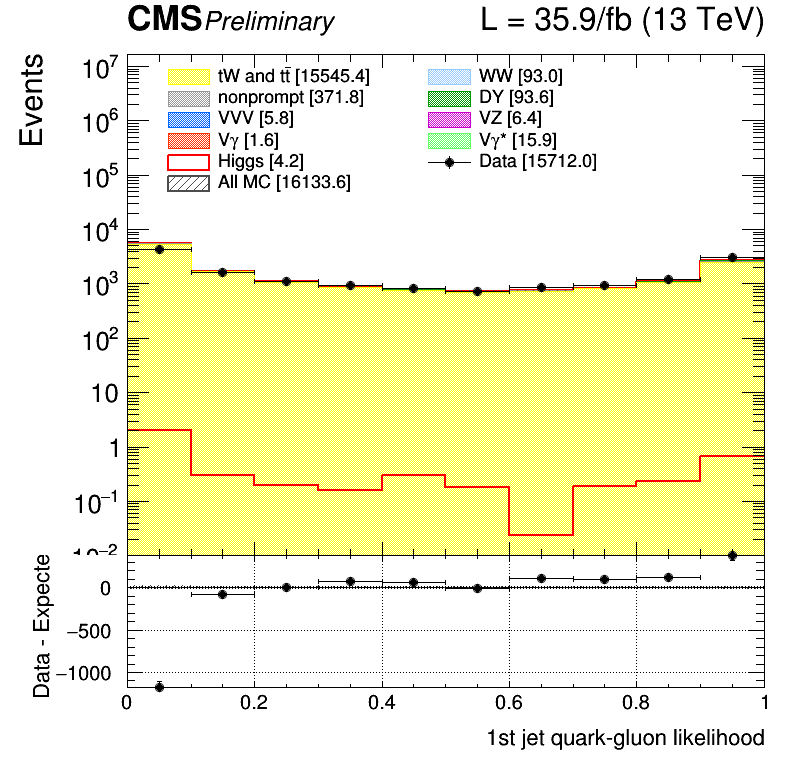 CMS Preliminary L = 35.9/fb (13 TeV)
Events
10⁷
10⁶
10⁵
10⁴
10³
10²
10
1
10⁻¹
10⁻²
tW and tt̄ [15545.4]
nonprompt [371.8]
VVV [5.8]
Vγ [1.6]
Higgs [4.2]
All MC [16133.6]
WW [93.0]
DY [93.6]
VZ [6.4]
Vγ* [15.9]
Data [15712.0]
Data - Expecte
0
−500
−1000
0 0.2 0.4 0.6 0.8 1
1st jet quark-gluon likelihood